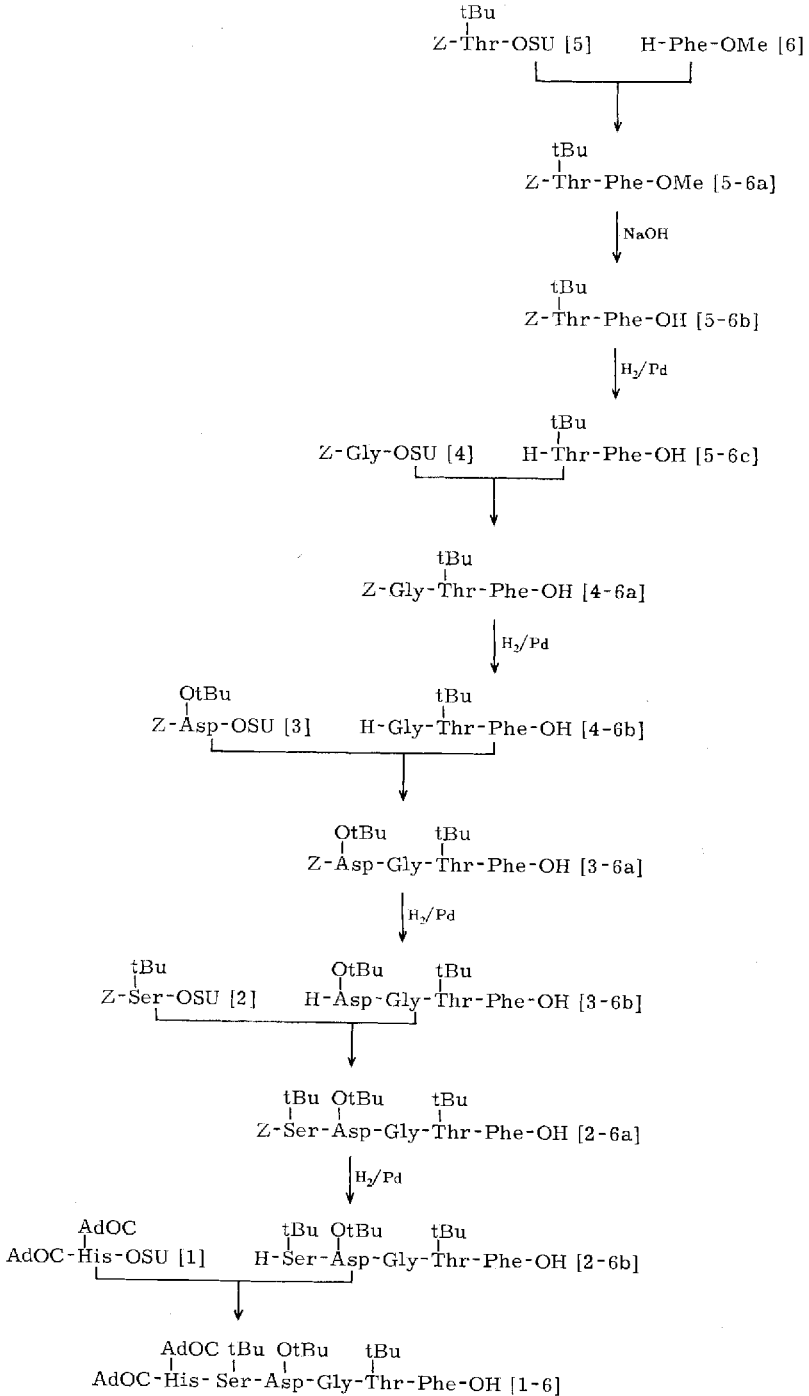 tBu
Z-Thr-OSU [5] H-Phe-OMe [6]
tBu
Z-Thr-Phe-OMe [5-6a]
NaOH
tBu
Z-Thr-Phe-OH [5-6b]
H₂/Pd
tBu
Z-Gly-OSU [4] H-Thr-Phe-OH [5-6c]
tBu
Z-Gly-Thr-Phe-OH [4-6a]
H₂/Pd
OtBu tBu
Z-Asp-OSU [3] H-Gly-Thr-Phe-OH [4-6b]
OtBu tBu
Z-Asp-Gly-Thr-Phe-OH [3-6a]
H₂/Pd
tBu OtBu tBu
Z-Ser-OSU [2] H-Asp-Gly-Thr-Phe-OH [3-6b]
tBu OtBu tBu
Z-Ser-Asp-Gly-Thr-Phe-OH [2-6a]
H₂/Pd
AdOC tBu OtBu tBu
AdOC-His-OSU [1] H-Ser-Asp-Gly-Thr-Phe-OH [2-6b]
AdOC tBu OtBu tBu
AdOC-His-Ser-Asp-Gly-Thr-Phe-OH [1-6]